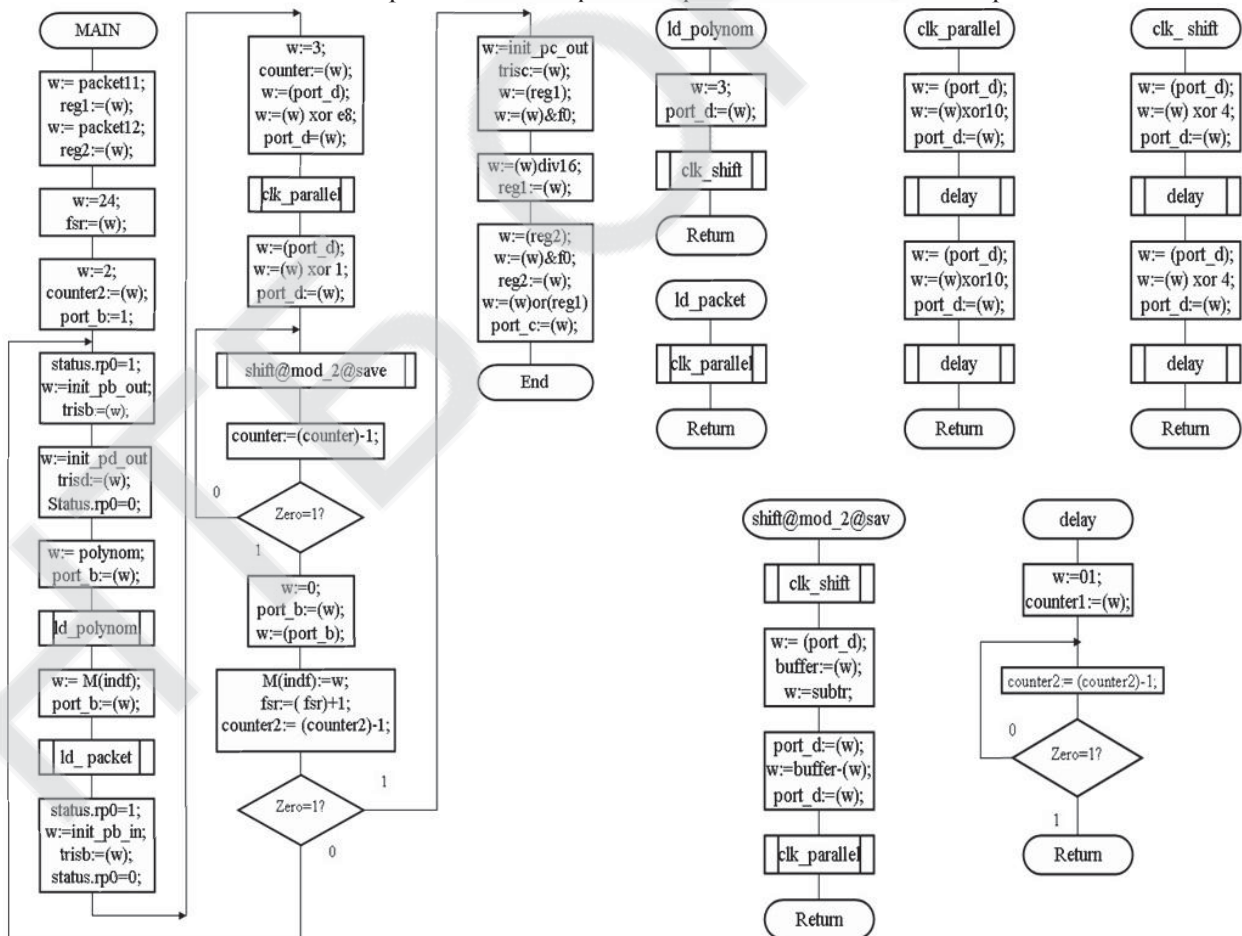 MAIN
w:= packet11;
reg1:=(w);
w:= packet12;
reg2:=(w);
w:=24;
fsr:=(w);
w:=2;
counter2:=(w);
port_b:=1;
status.rp0=1;
w:=init_pb_out;
trisb:=(w);
w:=init_pd_out
trisd:=(w);
Status.rp0=0;
w:= polynom;
port_b:=(w);
ld_polynom
w:= M(indf);
port_b:=(w);
ld_ packet
status.rp0=1;
w:=init_pb_in;
trisb:=(w);
status.rp0=0;
w:=3;
counter:=(w);
w:=(port_d);
w:=(w) xor e8;
port_d=(w);
clk_parallel
w:=(port_d);
w:=(w) xor 1;
port_d:=(w);
shift@mod_2@save
counter:=(counter)-1;
0
Zero=1?
1
w:=0;
port_b:=(w);
w:=(port_b);
M(indf):=w;
fsr:=( fsr)+1;
counter2:= (counter2)-1;
1
Zero=1?
0
w:=init_pc_out
trisc:=(w);
w:=(reg1);
w:=(w)&f0;
w:=(w)div16;
reg1:=(w);
w:=(reg2);
w:=(w)&f0;
reg2:=(w);
w:=(w)or(reg1)
port_c:=(w);
End
ld_polynom
w:=3;
port_d:=(w);
clk_shift
Return
ld_packet
clk_parallel
Return
clk_parallel
w:= (port_d);
w:=(w)xor10;
port_d:=(w);
delay
w:= (port_d);
w:=(w)xor10;
port_d:=(w);
delay
Return
clk_ shift
w:= (port_d);
w:=(w) xor 4;
port_d:=(w);
delay
w:= (port_d);
w:=(w) xor 4;
port_d:=(w);
delay
Return
shift@mod_2@sav
clk_shift
w:= (port_d);
buffer:=(w);
w:=subtr;
port_d:=(w);
w:=buffer-(w);
port_d:=(w);
clk_parallel
Return
delay
w:=01;
counter1:=(w);
counter2:= (counter2)-1;
0
Zero=1?
1
Return